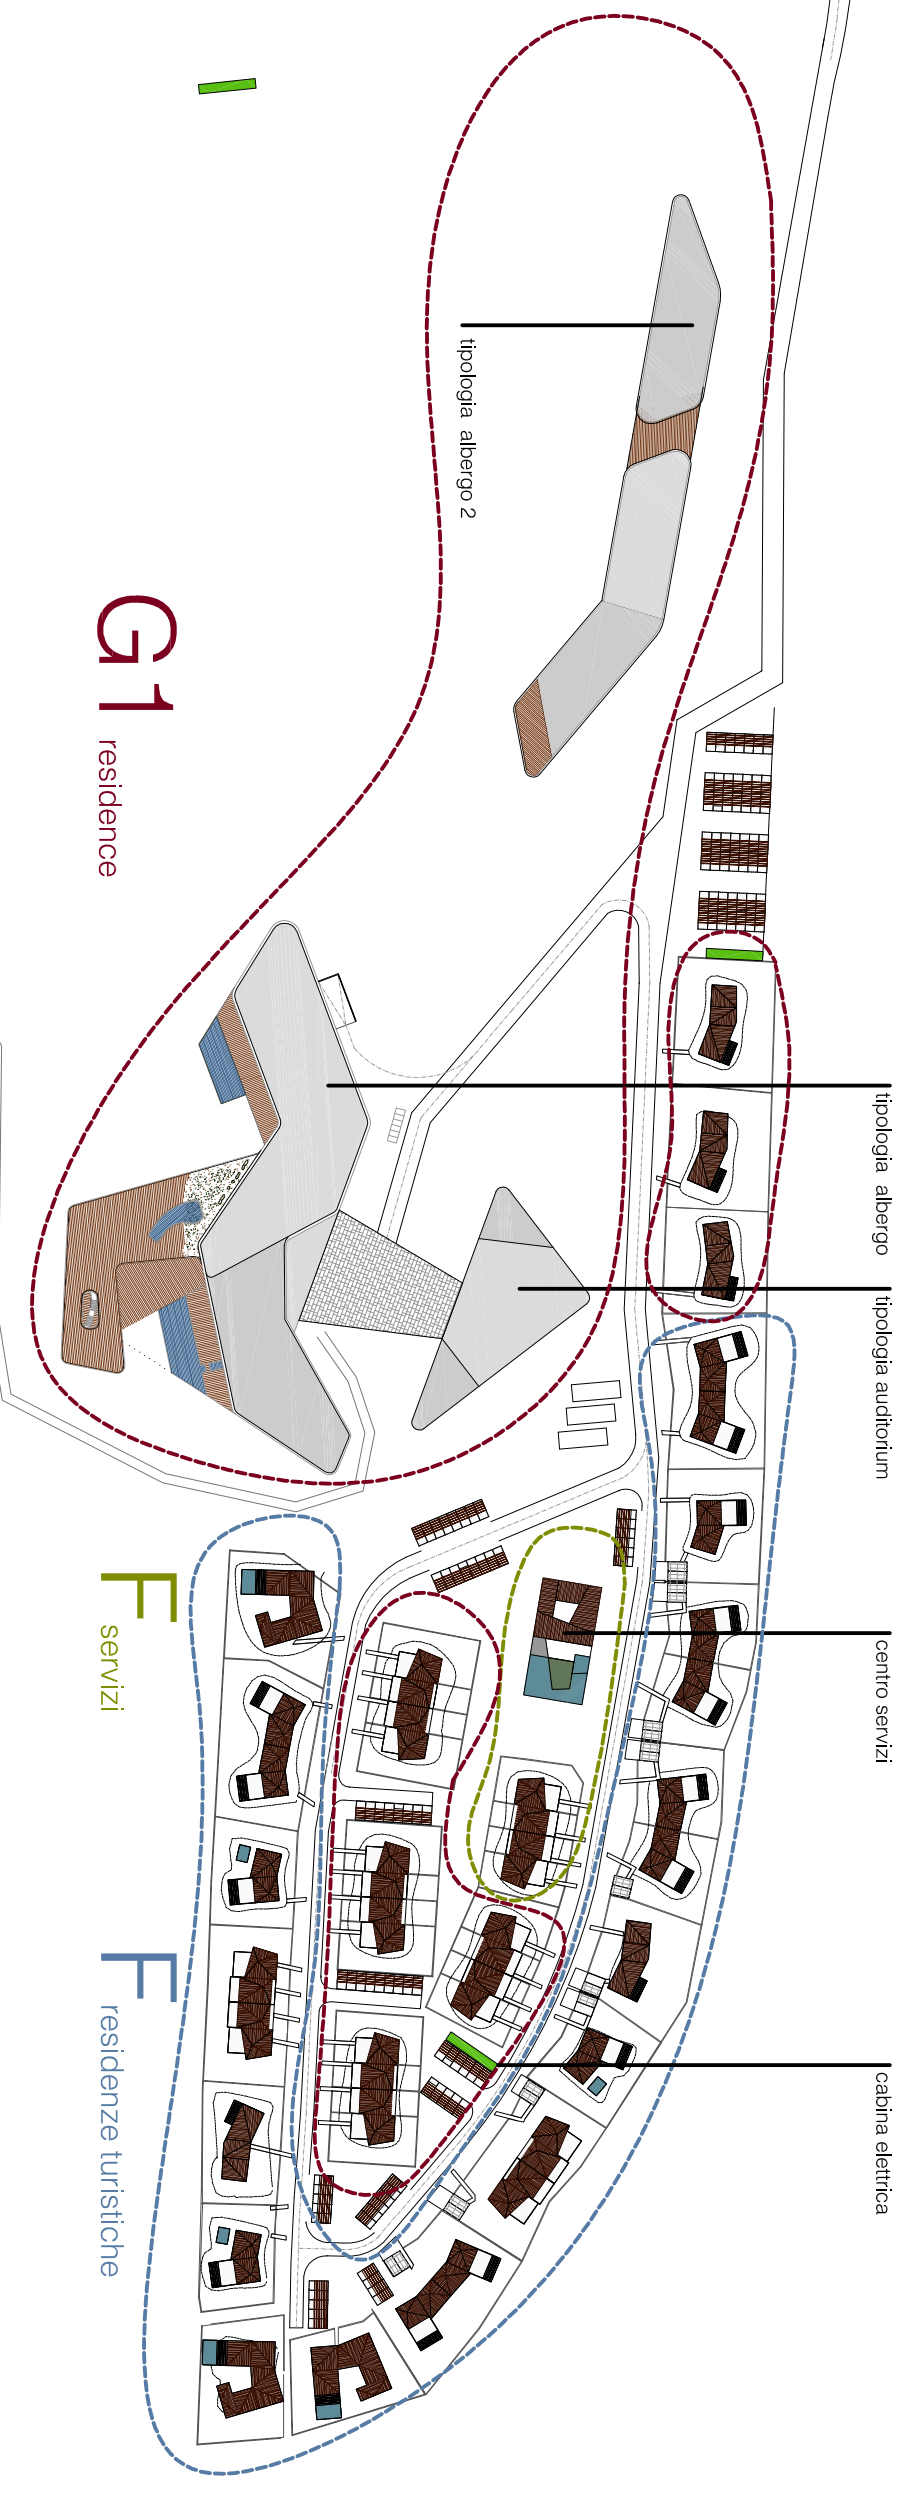 tipologia albergo 2
tipologia albergo
tipologia auditorium
centro servizi
cabina elettrica
G1 residence
F servizi
F residenze turistiche